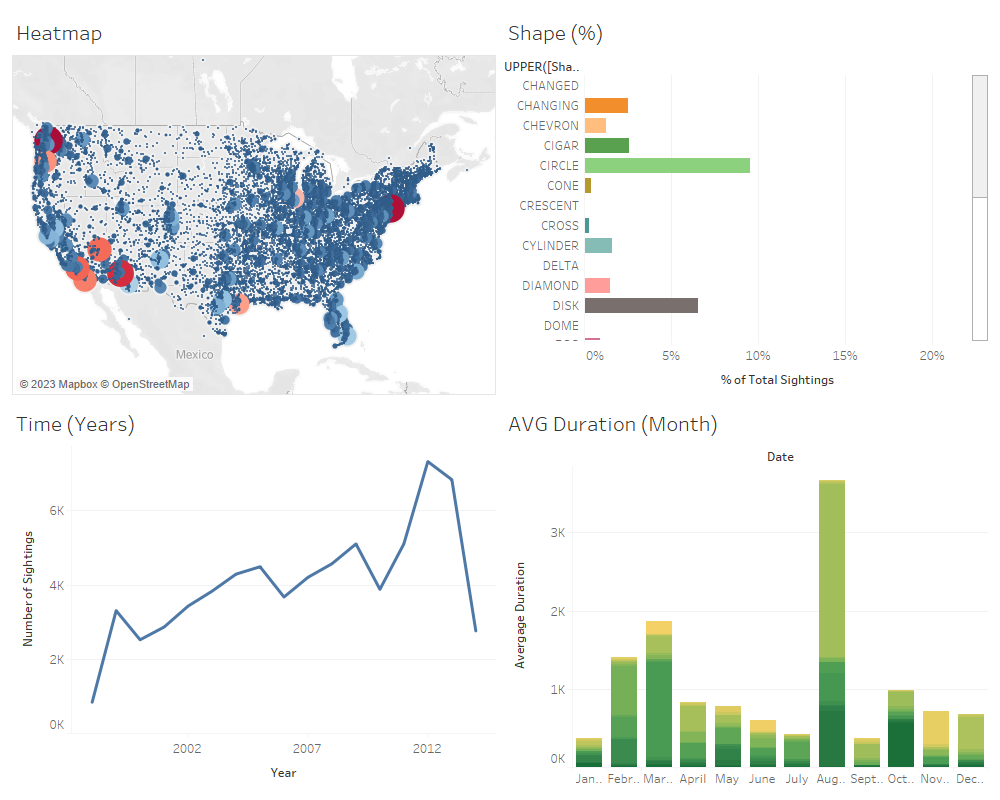 Heatmap
Mexico
© 2023 Mapbox © OpenStreetMap
Shape (%)
UPPER([Sha..
CHANGED
CHANGING
CHEVRON
CIGAR
CIRCLE
CONE
CRESCENT
CROSS
CYLINDER
DELTA
DIAMOND
DISK
DOME
0% 5% 10% 15% 20%
% of Total Sightings
Time (Years)
Number of Sightings
6K
4K
2K
0K
2002 2007 2012
Year
AVG Duration (Month)
Date
Avergage Duration
3K
2K
1K
0K
Jan.. Febr.. Mar.. April May June July Aug.. Sept.. Oct.. Nov.. Dec..